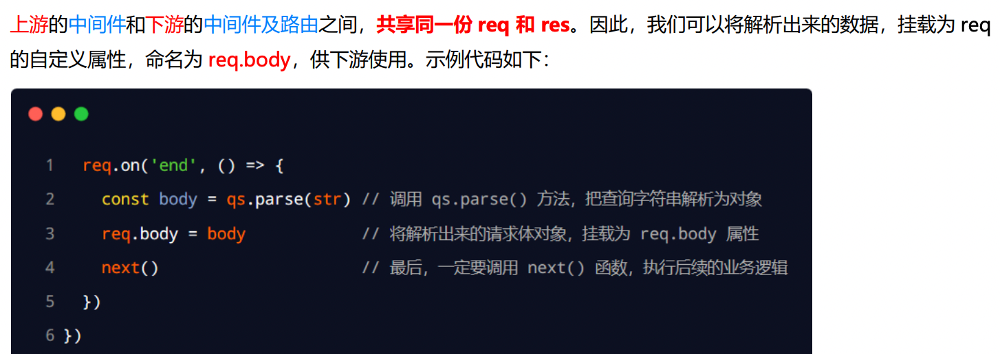 上游的中间件和下游的中间件及路由之间，共享同一份 req 和 res。因此，我们可以将解析出来的数据，挂载为 req
的自定义属性，命名为 req.body，供下游使用。示例代码如下：
1 req.on('end', () => {
2 const body = qs.parse(str) // 调用 qs.parse() 方法，把查询字符串解析为对象
3 req.body = body // 将解析出来的请求体对象，挂载为 req.body 属性
4 next() // 最后，一定要调用 next() 函数，执行后续的业务逻辑
5 })
6 })